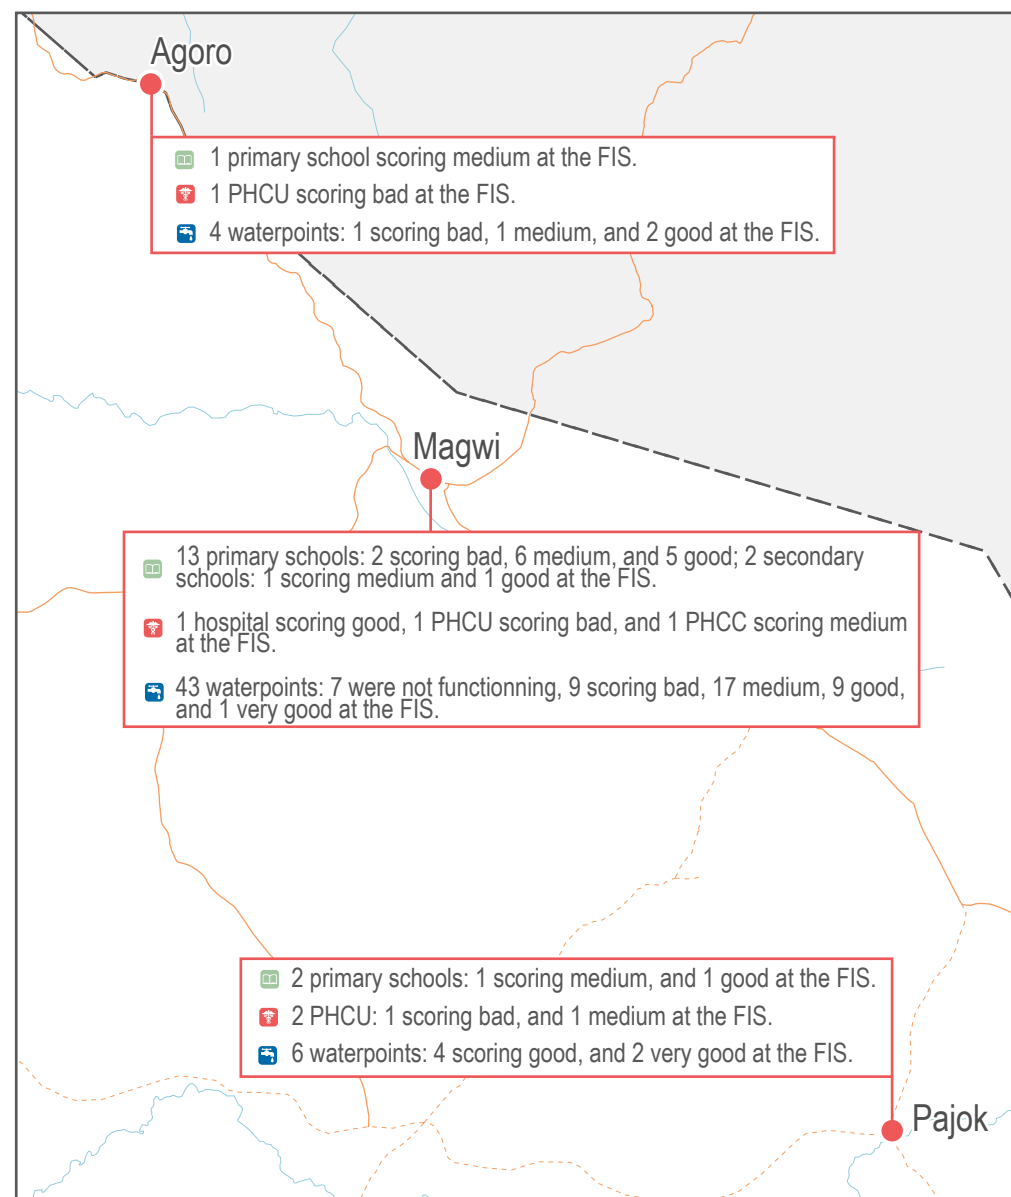 Agoro
1 primary school scoring medium at the FIS.
1 PHCU scoring bad at the FIS.
4 waterpoints: 1 scoring bad, 1 medium, and 2 good at the FIS.
Magwi
13 primary schools: 2 scoring bad, 6 medium, and 5 good; 2 secondary
schools: 1 scoring medium and 1 good at the FIS.
1 hospital scoring good, 1 PHCU scoring bad, and 1 PHCC scoring medium
at the FIS.
43 waterpoints: 7 were not functionning, 9 scoring bad, 17 medium, 9 good,
and 1 very good at the FIS.
2 primary schools: 1 scoring medium, and 1 good at the FIS.
2 PHCU: 1 scoring bad, and 1 medium at the FIS.
6 waterpoints: 4 scoring good, and 2 very good at the FIS.
Pajok